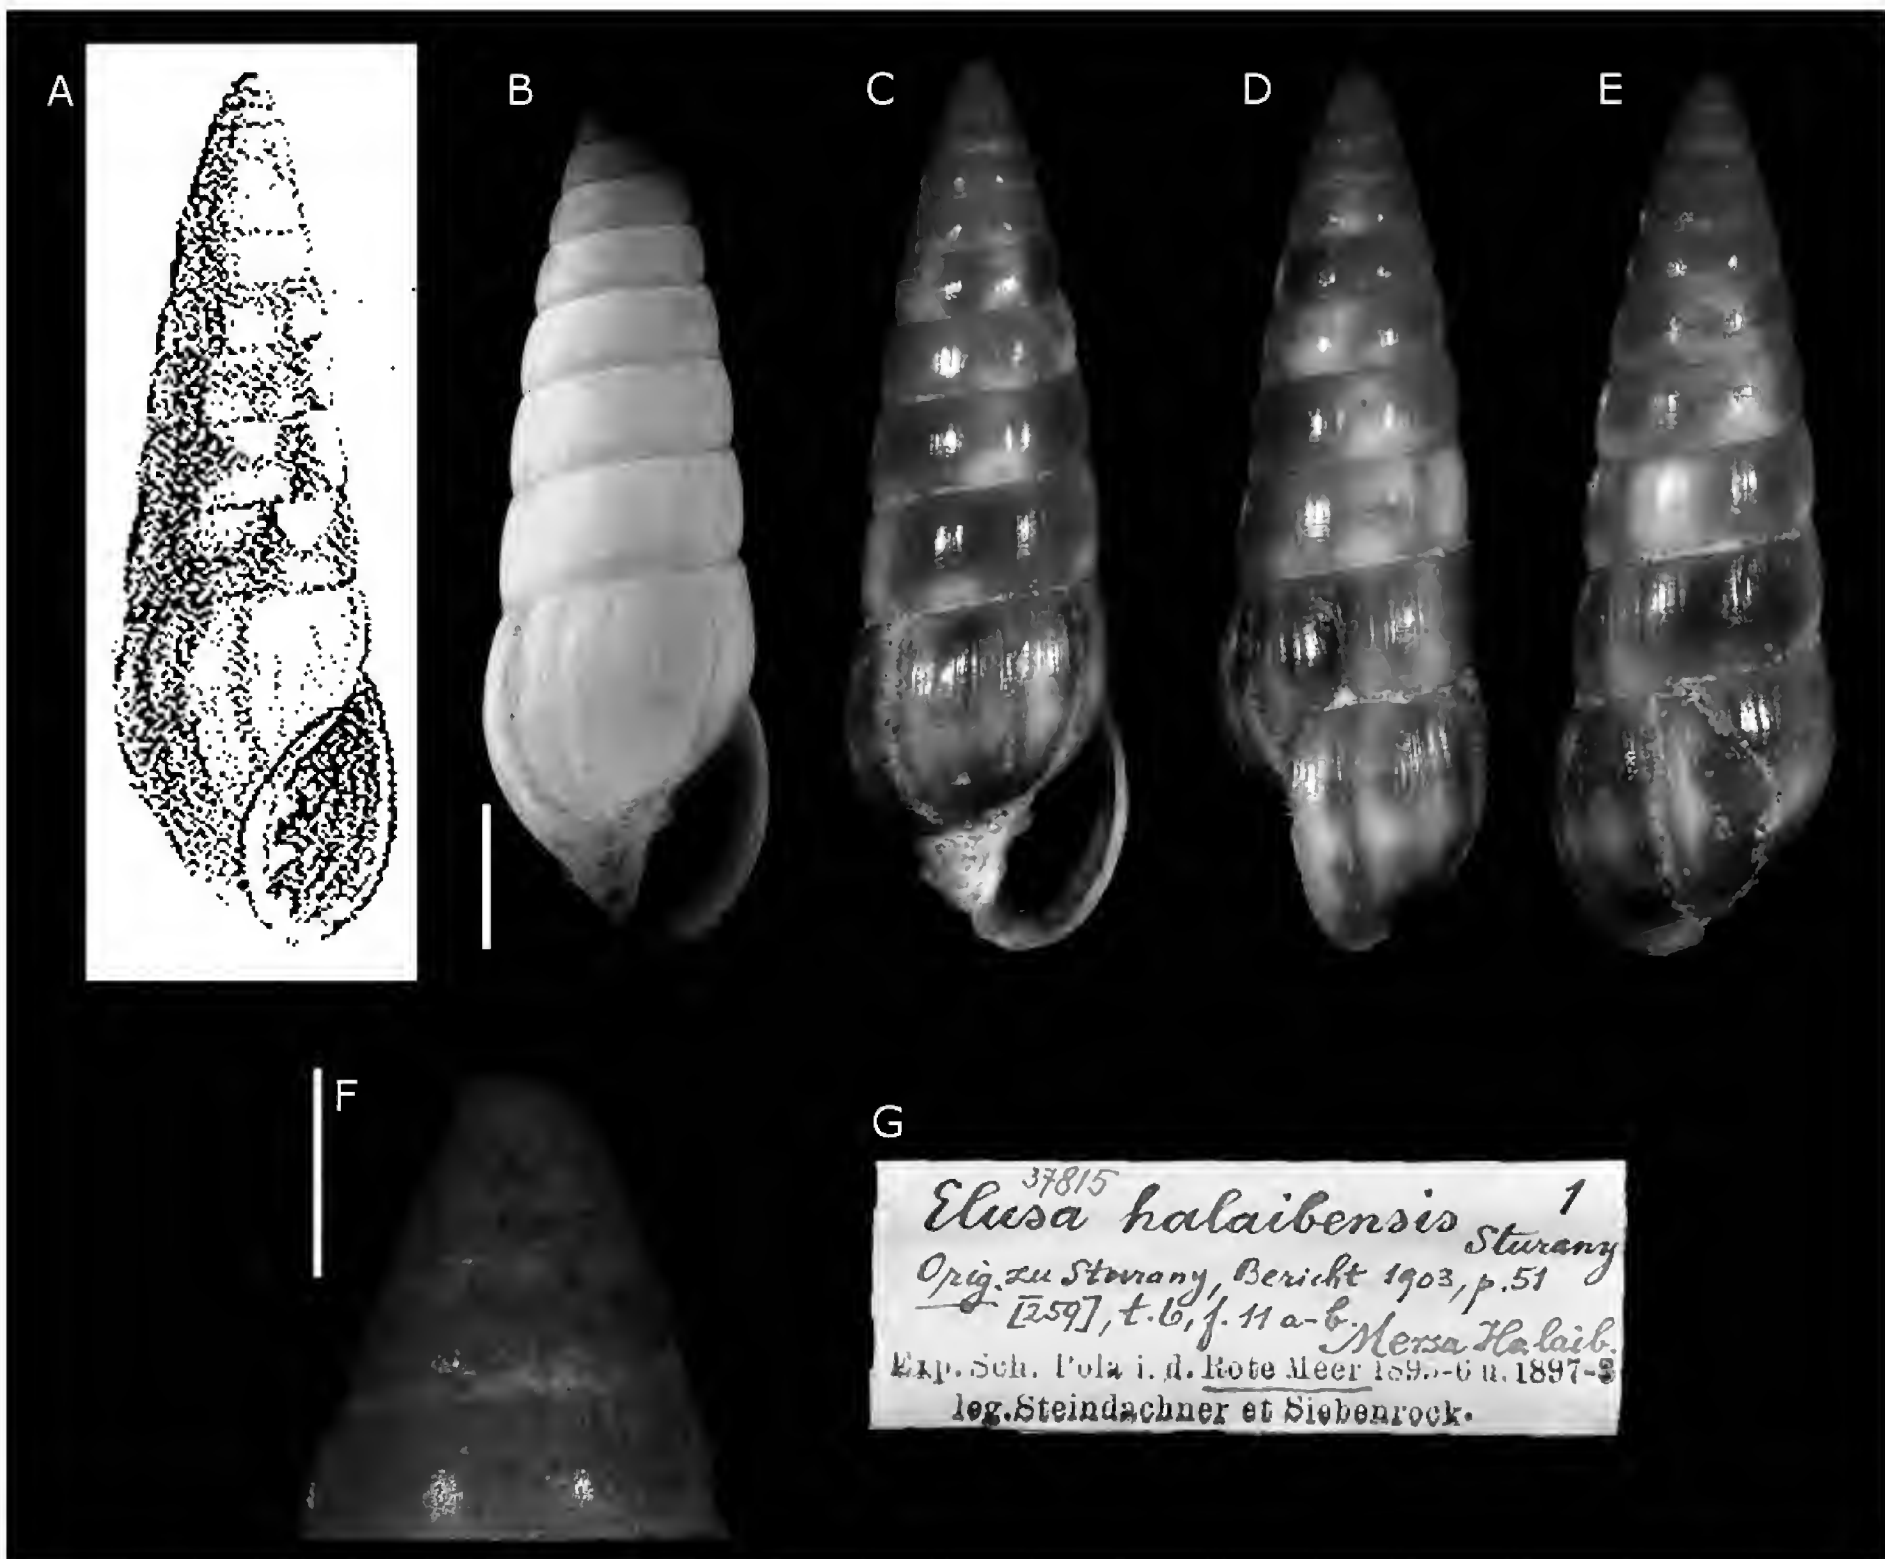 A
B
C
D
E
F
G
37815
Elusa halaibensis 1
Sturany
Orig. zu Sturany, Bericht 1903, p. 51
[259], t. 6, f. 11 a-b.
Mersa Halaib.
Exp. Sch. Pola i. d. Rote Meer 1895-6 u. 1897-8
leg. Steindachner et Siebenrock.